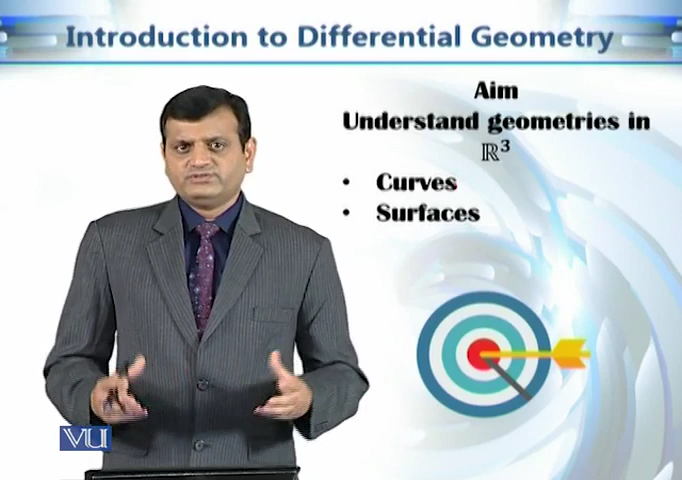 Introduction to Differential Geometry
Aim
Understand geometries in
ℝ³
• Curves
• Surfaces
VU